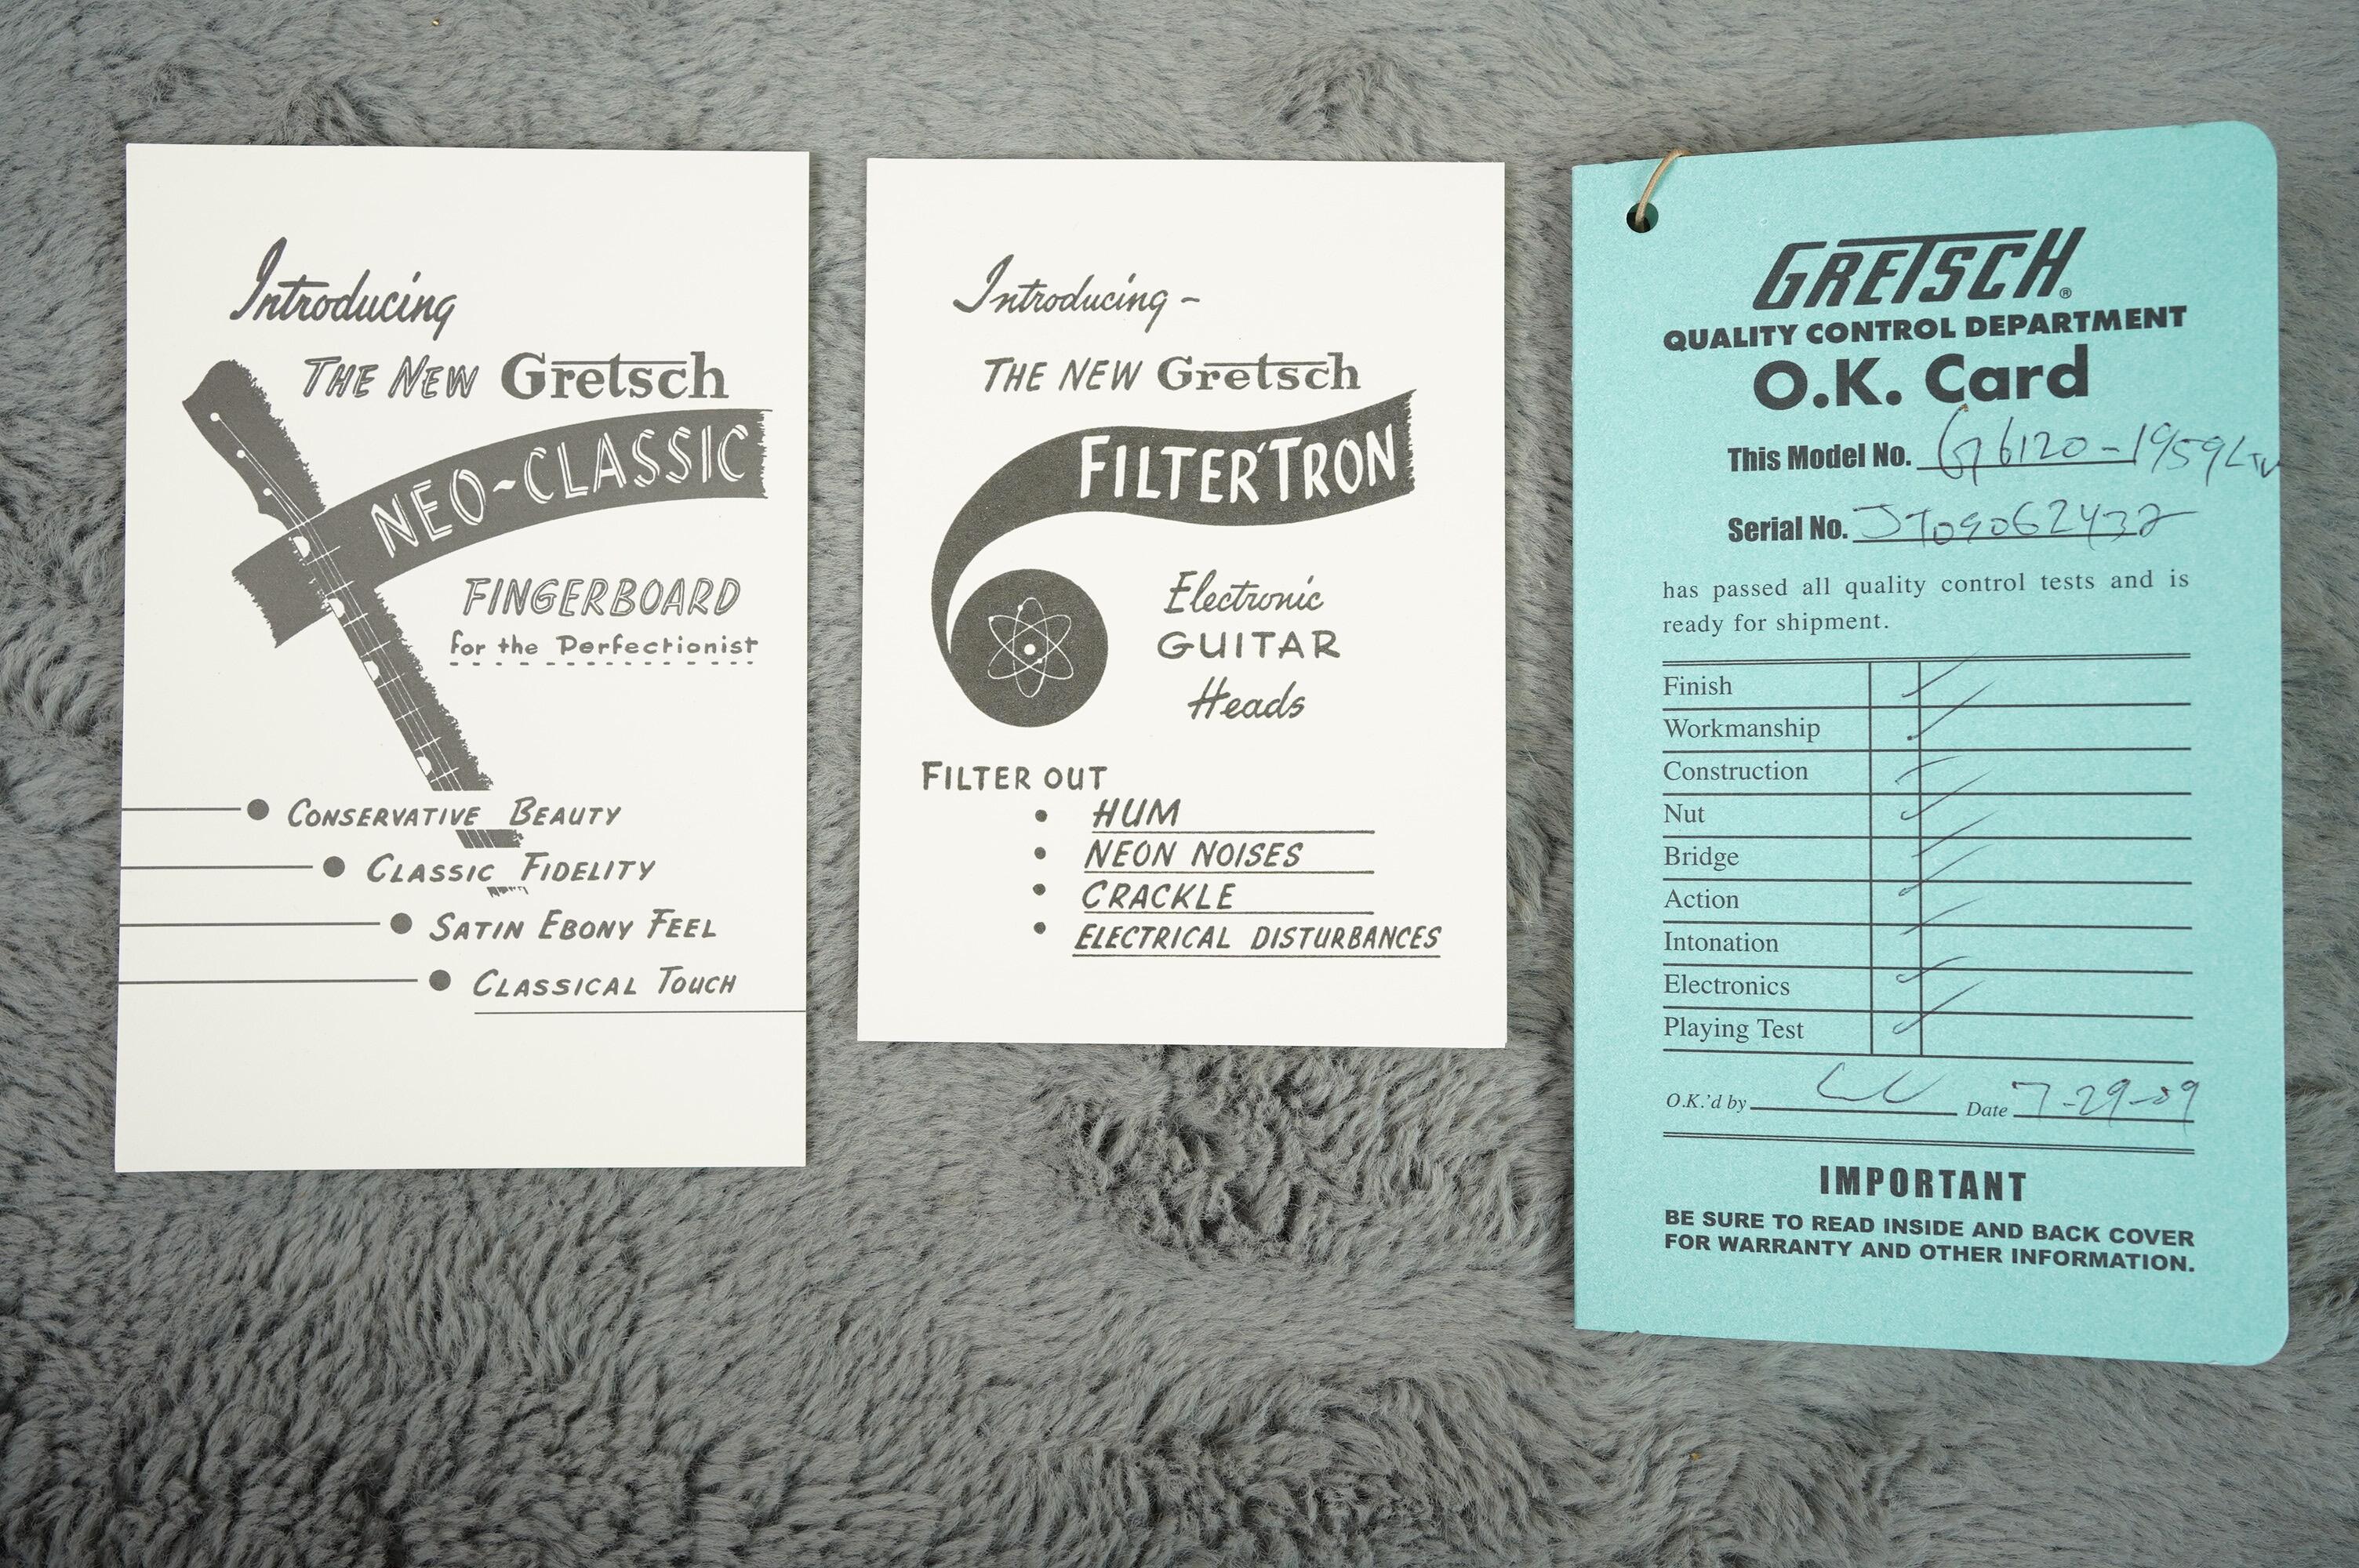 Introducing
THE NEW Gretsch
NEO-CLASSIC
FINGERBOARD
for the Perfectionist
CONSERVATIVE BEAUTY
CLASSIC FIDELITY
SATIN EBONY FEEL
CLASSICAL TOUCH
Introducing -
THE NEW Gretsch
FILTER'TRON
Electronic
GUITAR
Heads
FILTER OUT
• HUM
• NEON NOISES
• CRACKLE
• ELECTRICAL DISTURBANCES
GRETSCH®
QUALITY CONTROL DEPARTMENT
O.K. Card
This Model No. G6120-1959LTV
Serial No. JT09062432
has passed all quality control tests and is
ready for shipment.
Finish
Workmanship
Construction
Nut
Bridge
Action
Intonation
Electronics
Playing Test
O.K.'d by Date 7-29-09
IMPORTANT
BE SURE TO READ INSIDE AND BACK COVER
FOR WARRANTY AND OTHER INFORMATION.